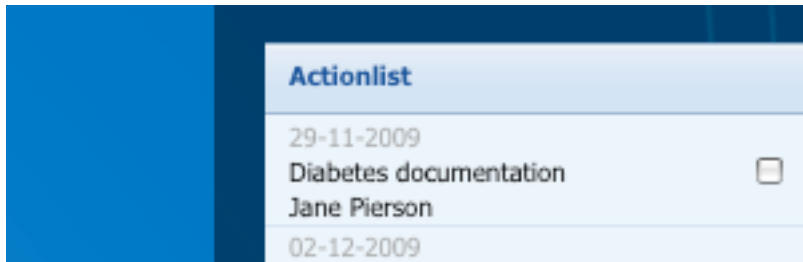 Actionlist
29-11-2009
Diabetes documentation
Jane Pierson
02-12-2009